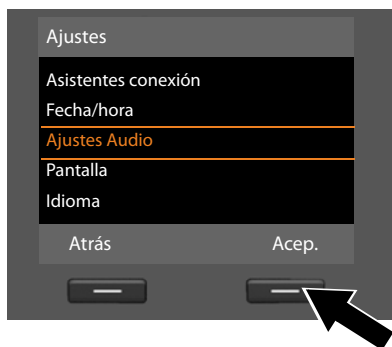 Ajustes
Asistentes conexión
Fecha/hora
Ajustes Audio
Pantalla
Idioma
Atrás Acep.